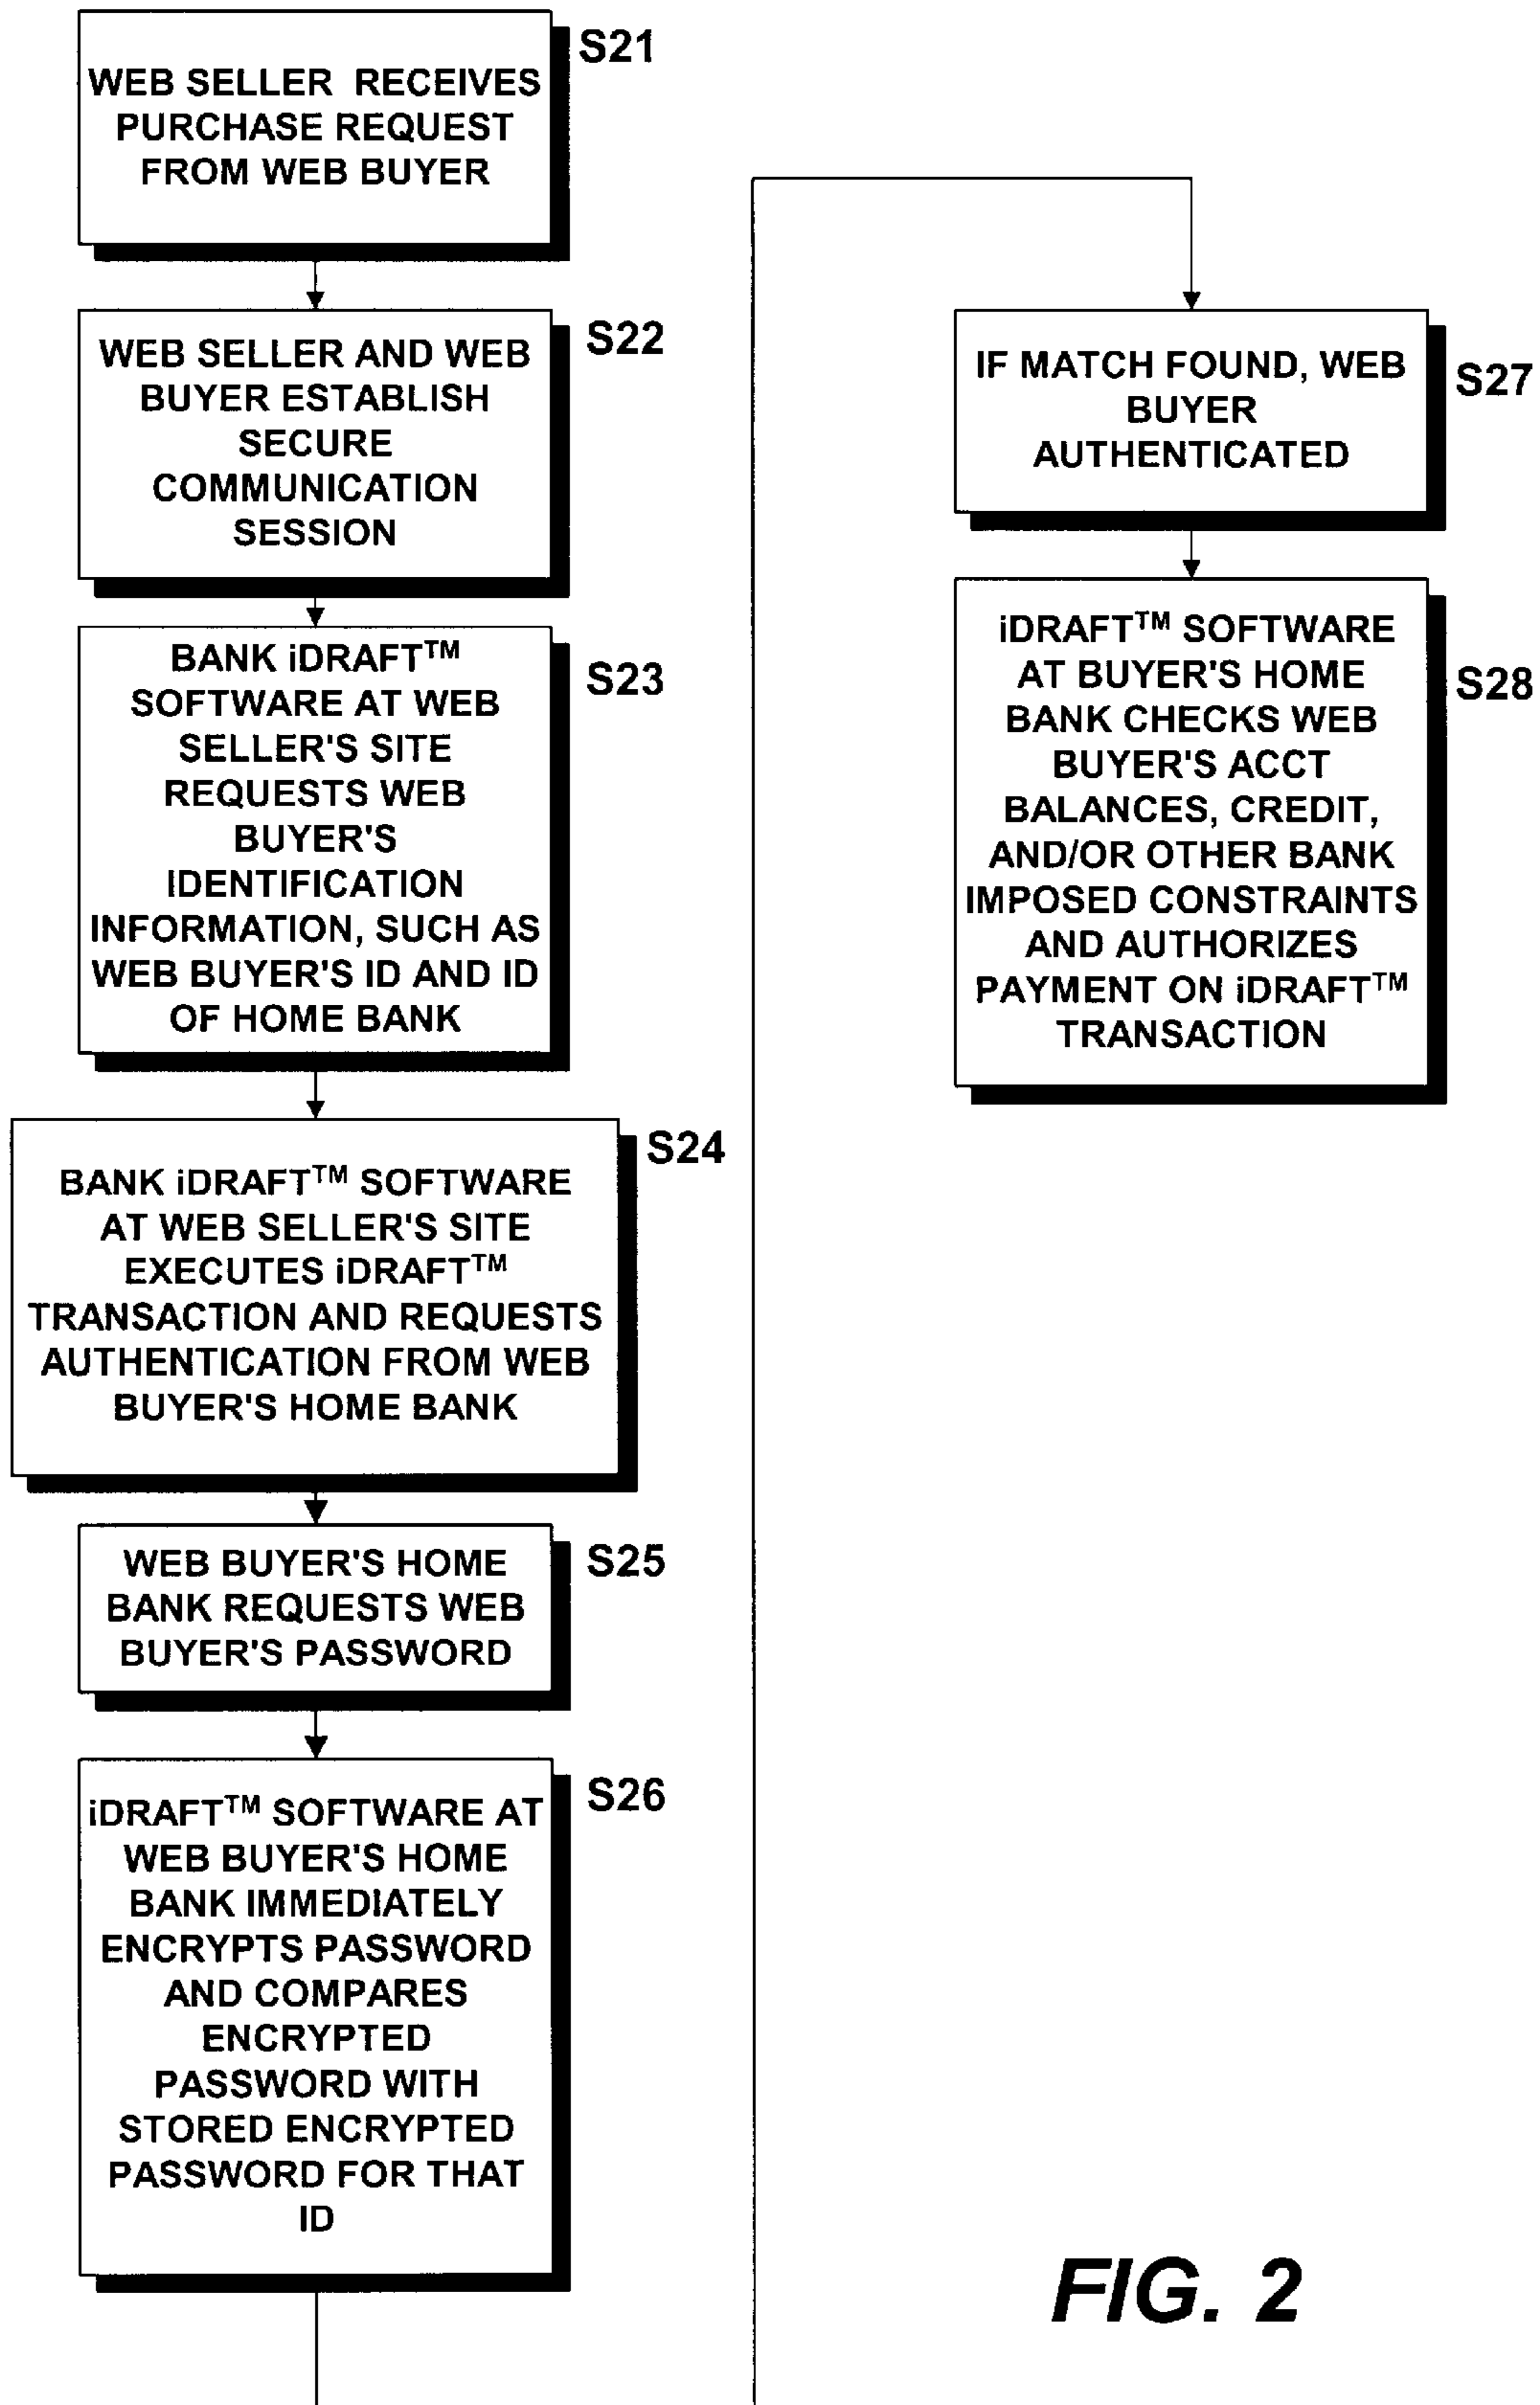 S21
WEB SELLER RECEIVES
PURCHASE REQUEST
FROM WEB BUYER
S22
WEB SELLER AND WEB
BUYER ESTABLISH
SECURE
COMMUNICATION
SESSION
S23
BANK iDRAFT™
SOFTWARE AT WEB
SELLER'S SITE
REQUESTS WEB
BUYER'S
IDENTIFICATION
INFORMATION, SUCH AS
WEB BUYER'S ID AND ID
OF HOME BANK
S24
BANK iDRAFT™ SOFTWARE
AT WEB SELLER'S SITE
EXECUTES iDRAFT™
TRANSACTION AND REQUESTS
AUTHENTICATION FROM WEB
BUYER'S HOME BANK
S25
WEB BUYER'S HOME
BANK REQUESTS WEB
BUYER'S PASSWORD
S26
iDRAFT™ SOFTWARE AT
WEB BUYER'S HOME
BANK IMMEDIATELY
ENCRYPTS PASSWORD
AND COMPARES
ENCRYPTED
PASSWORD WITH
STORED ENCRYPTED
PASSWORD FOR THAT
ID
S27
IF MATCH FOUND, WEB
BUYER
AUTHENTICATED
S28
iDRAFT™ SOFTWARE
AT BUYER'S HOME
BANK CHECKS WEB
BUYER'S ACCT
BALANCES, CREDIT,
AND/OR OTHER BANK
IMPOSED CONSTRAINTS
AND AUTHORIZES
PAYMENT ON iDRAFT™
TRANSACTION
FIG. 2